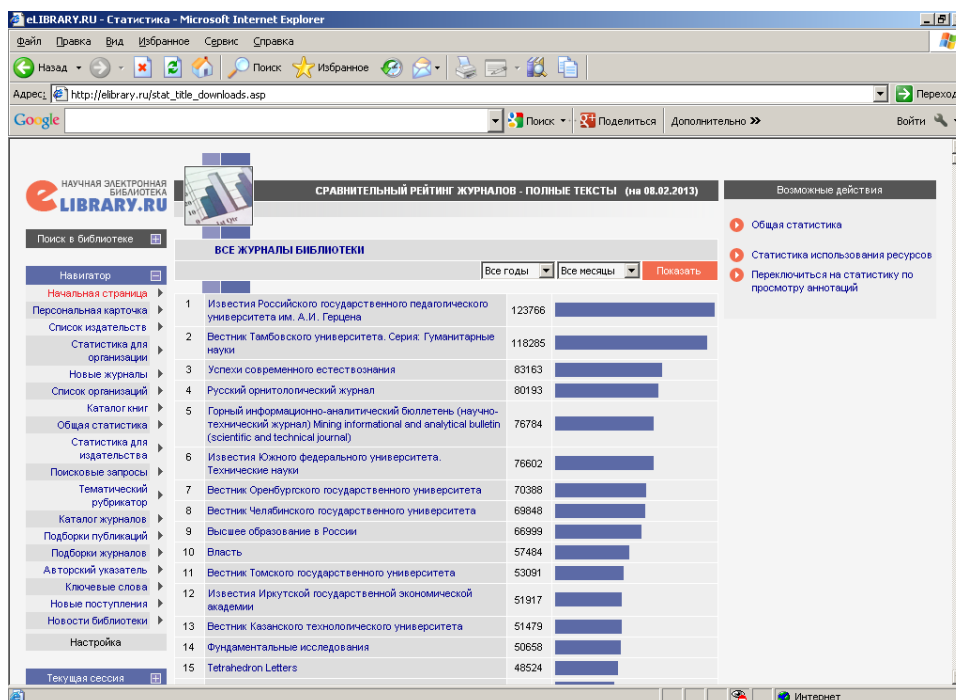 eLIBRARY.RU - Статистика - Microsoft Internet Explorer
Файл Правка Вид Избранное Сервис Справка
Назад Поиск Избранное
Адрес: http://elibrary.ru/stat_title_downloads.asp Переход
Google Поиск Поделиться Дополнительно >> Войти
НАУЧНАЯ ЭЛЕКТРОННАЯ
БИБЛИОТЕКА
eLIBRARY.RU
Поиск в библиотеке
Навигатор
Начальная страница
Персональная карточка
Список издательств
Статистика для
организации
Новые журналы
Список организаций
Каталог книг
Общая статистика
Статистика для
издательства
Поисковые запросы
Тематический
рубрикатор
Каталог журналов
Подборки публикаций
Подборки журналов
Авторский указатель
Ключевые слова
Новые поступления
Новости библиотеки
Настройка
Текущая сессия
СРАВНИТЕЛЬНЫЙ РЕЙТИНГ ЖУРНАЛОВ - ПОЛНЫЕ ТЕКСТЫ (на 08.02.2013)
ВСЕ ЖУРНАЛЫ БИБЛИОТЕКИ
Все годы Все месяцы Показать
1 Известия Российского государственного педагогического
университета им. А.И. Герцена 123766
2 Вестник Тамбовского университета. Серия: Гуманитарные
науки 118285
3 Успехи современного естествознания 83163
4 Русский орнитологический журнал 80193
5 Горный информационно-аналитический бюллетень (научно-
технический журнал) Mining informational and analytical bulletin 76784
(scientific and technical journal)
6 Известия Южного федерального университета.
Технические науки 76602
7 Вестник Оренбургского государственного университета 70388
8 Вестник Челябинского государственного университета 69848
9 Высшее образование в России 66999
10 Власть 57484
11 Вестник Томского государственного университета 53091
12 Известия Иркутской государственной экономической
академии 51917
13 Вестник Казанского технологического университета 51479
14 Фундаментальные исследования 50658
15 Tetrahedron Letters 48524
Возможные действия
Общая статистика
Статистика использования ресурсов
Переключиться на статистику по
просмотру аннотаций
Интернет